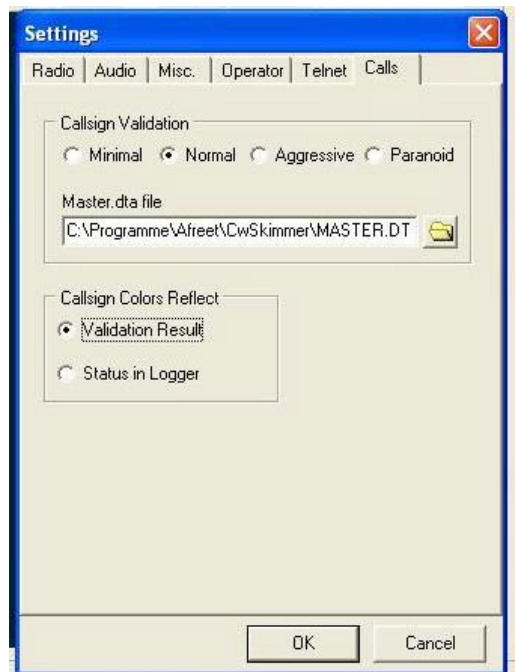 Settings
Radio Audio Misc. Operator Telnet Calls
Callsign Validation
Minimal Normal Aggressive Paranoid
Master.dta file
C:\Programme\Afreet\CwSkimmer\MASTER.DT
Callsign Colors Reflect
Validation Result
Status in Logger
OK Cancel